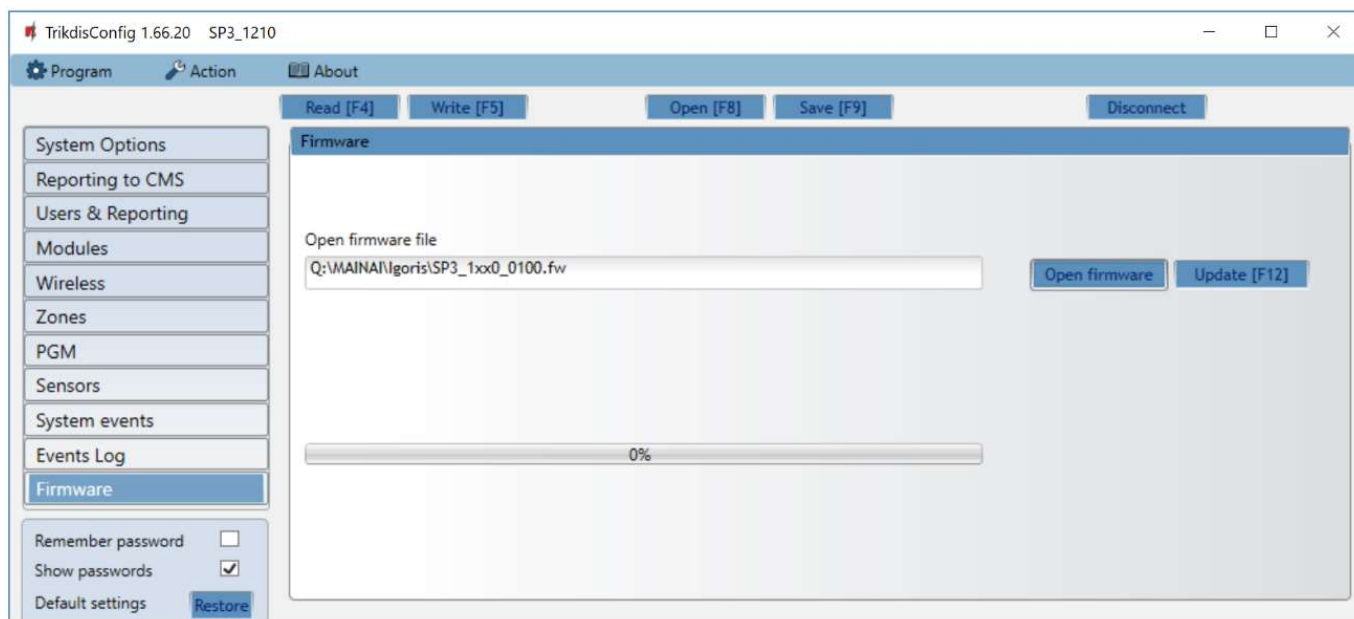 TrikdisConfig 1.66.20 SP3_1210
Program Action About
Read [F4] Write [F5] Open [F8] Save [F9] Disconnect
System Options
Reporting to CMS
Users & Reporting
Modules
Wireless
Zones
PGM
Sensors
System events
Events Log
Firmware
Remember password
Show passwords
Default settings Restore
Firmware
Open firmware file
Q:\MAINAI\Igoris\SP3_1xx0_0100.fw
Open firmware Update [F12]
0%